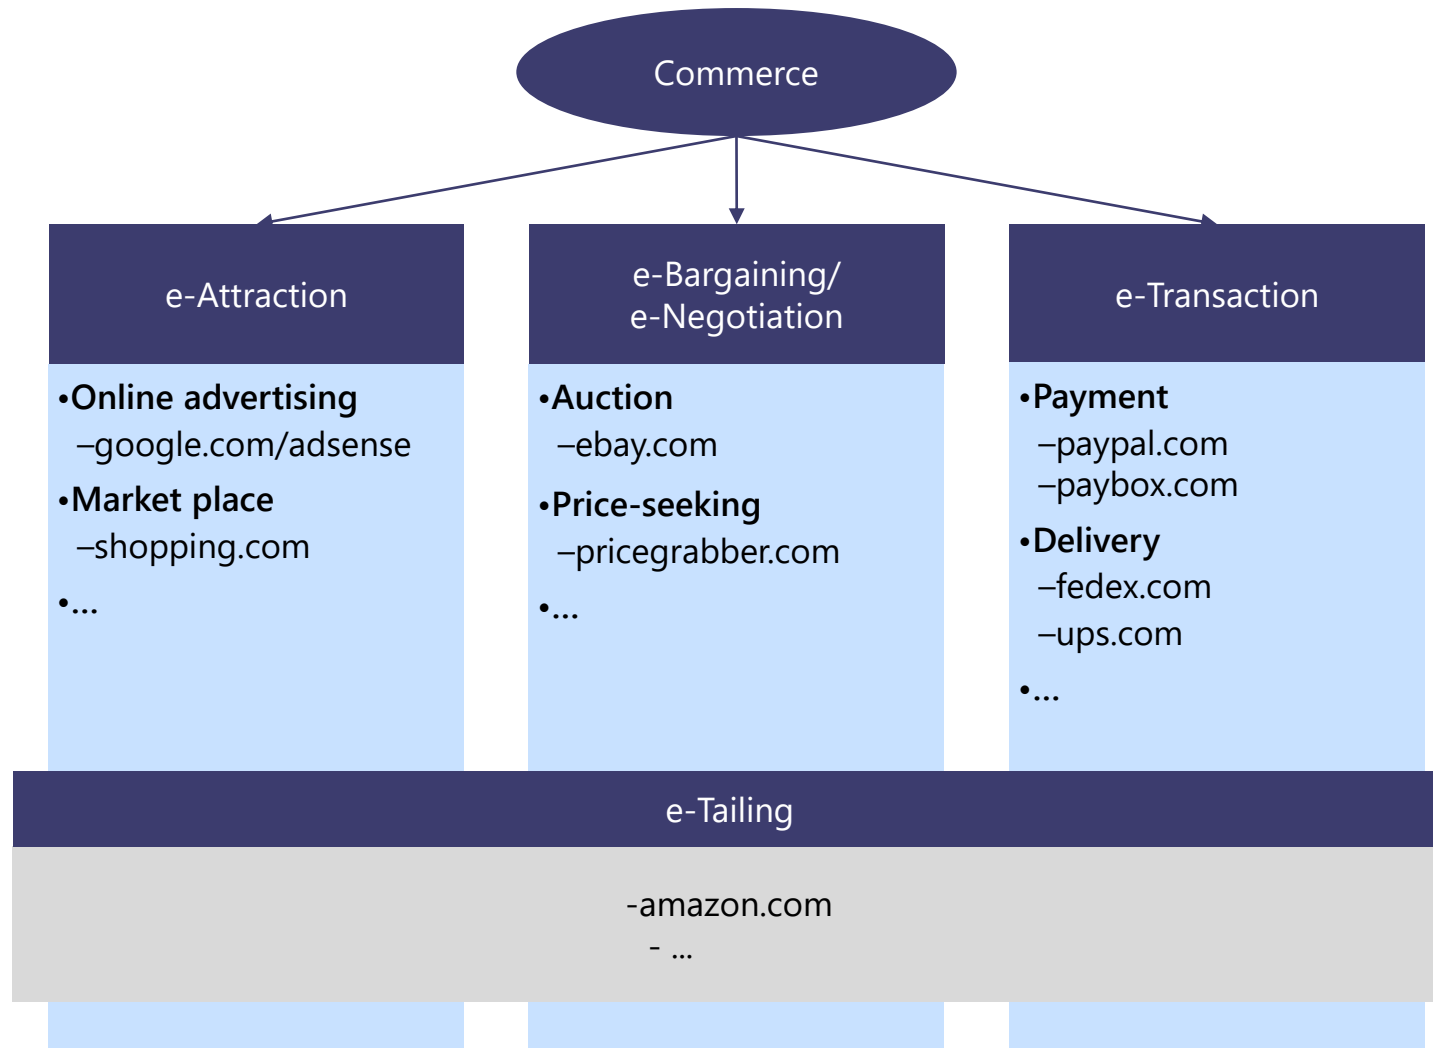 Commerce
e-Attraction
•Online advertising
–google.com/adsense
•Market place
–shopping.com
•...
e-Bargaining/
e-Negotiation
•Auction
–ebay.com
•Price-seeking
–pricegrabber.com
•...
e-Transaction
•Payment
–paypal.com
–paybox.com
•Delivery
–fedex.com
–ups.com
•...
e-Tailing
-amazon.com
- ...